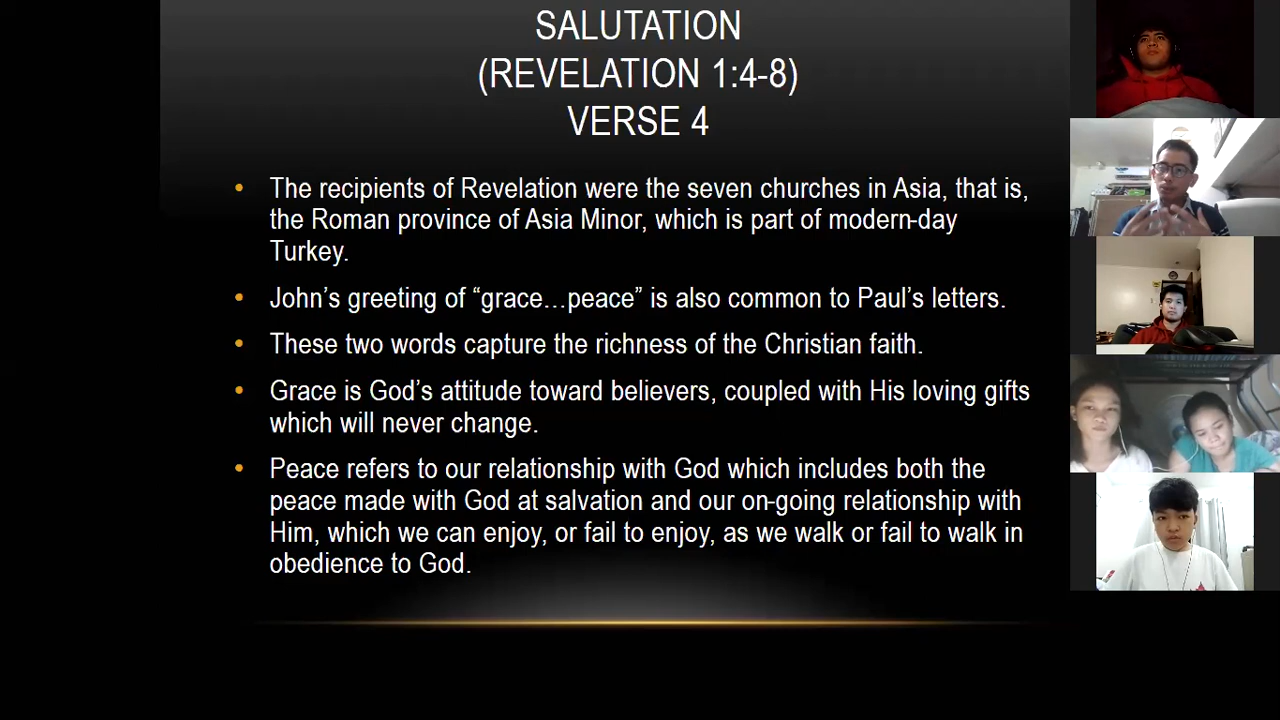 SALUTATION
(REVELATION 1:4-8)
VERSE 4
• The recipients of Revelation were the seven churches in Asia, that is,
the Roman province of Asia Minor, which is part of modern-day
Turkey.
• John’s greeting of “grace…peace” is also common to Paul’s letters.
• These two words capture the richness of the Christian faith.
• Grace is God’s attitude toward believers, coupled with His loving gifts
which will never change.
• Peace refers to our relationship with God which includes both the
peace made with God at salvation and our on-going relationship with
Him, which we can enjoy, or fail to enjoy, as we walk or fail to walk in
obedience to God.